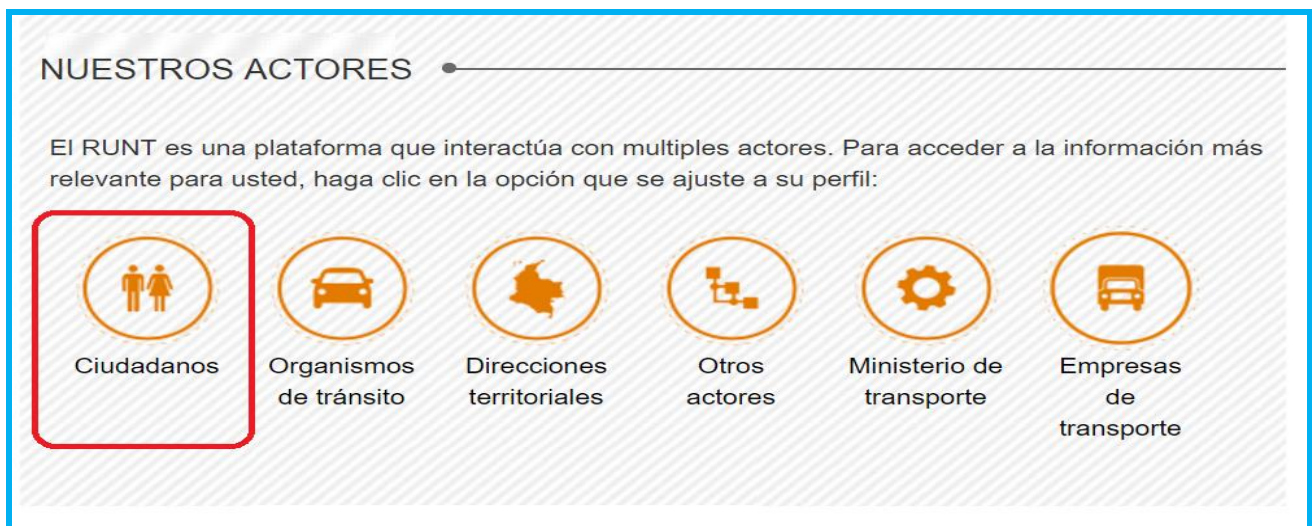 NUESTROS ACTORES
El RUNT es una plataforma que interactúa con multiples actores. Para acceder a la información más
relevante para usted, haga clic en la opción que se ajuste a su perfil:
Ciudadanos
Organismos
de tránsito
Direcciones
territoriales
Otros
actores
Ministerio de
transporte
Empresas
de
transporte